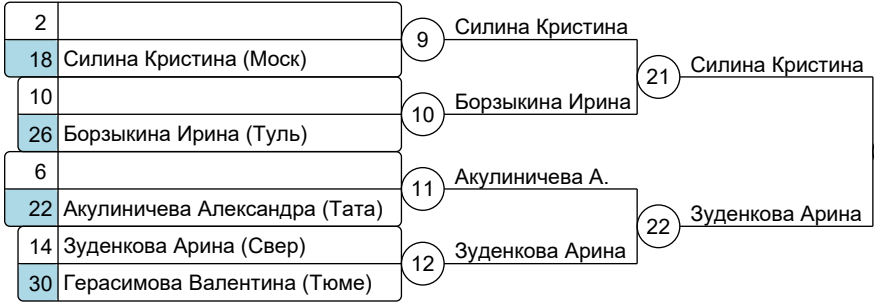 2
9 Силина Кристина
18 Силина Кристина (Моск)
21 Силина Кристина
10
10 Борзыкина Ирина
26 Борзыкина Ирина (Туль)
6
11 Акулиничева А.
22 Акулиничева Александра (Тата)
22 Зуденкова Арина
14 Зуденкова Арина (Свер)
12 Зуденкова Арина
30 Герасимова Валентина (Тюме)